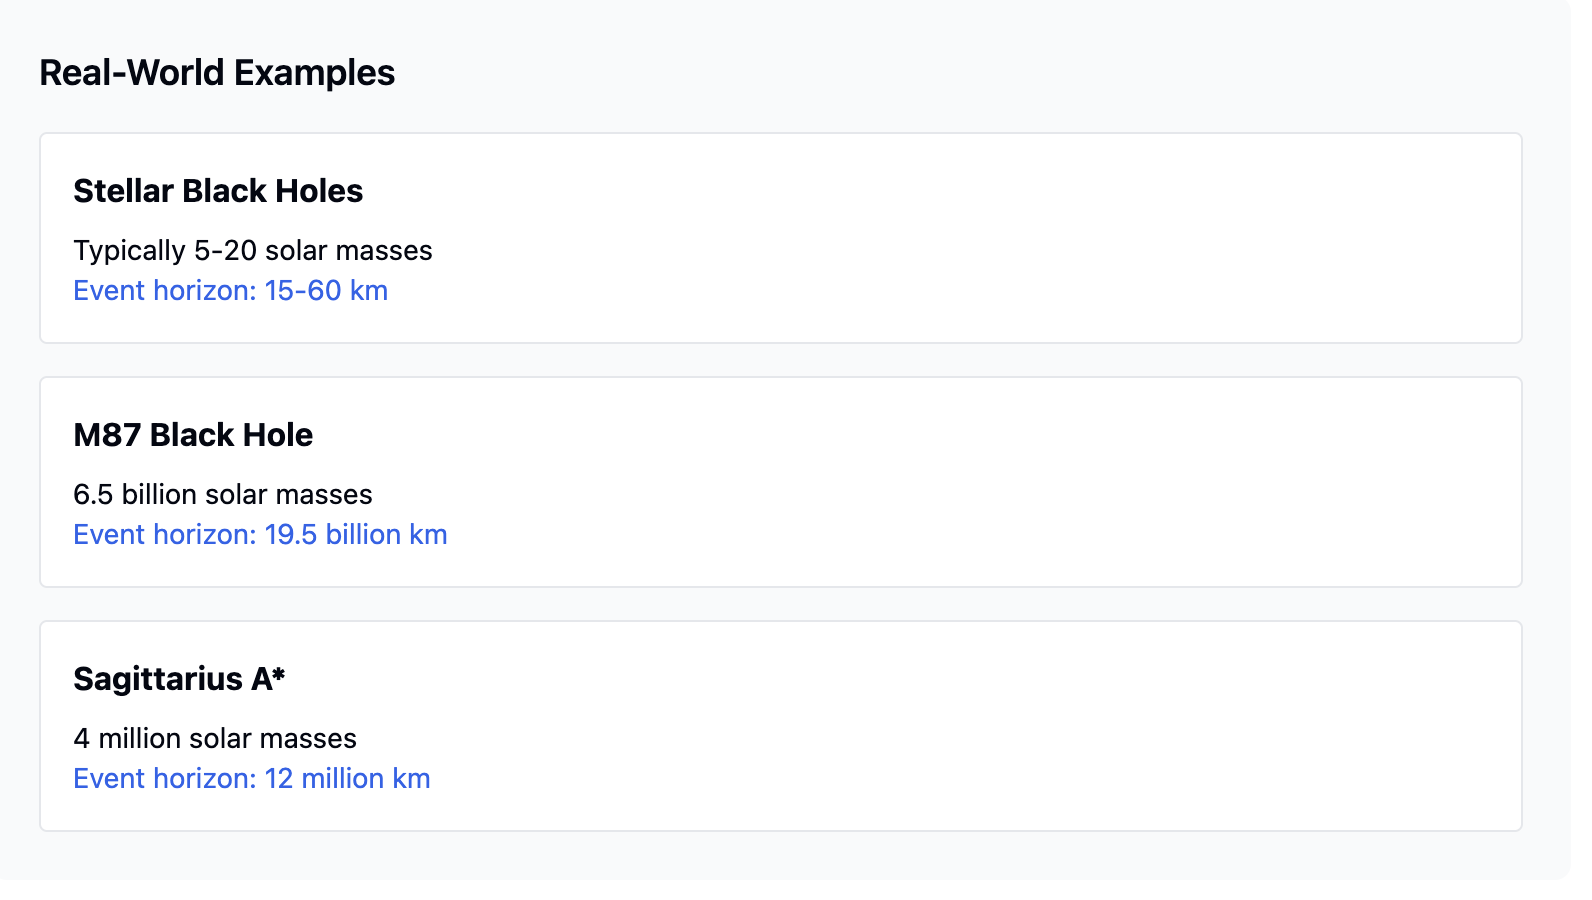 Real-World Examples
Stellar Black Holes
Typically 5-20 solar masses
Event horizon: 15-60 km
M87 Black Hole
6.5 billion solar masses
Event horizon: 19.5 billion km
Sagittarius A*
4 million solar masses
Event horizon: 12 million km